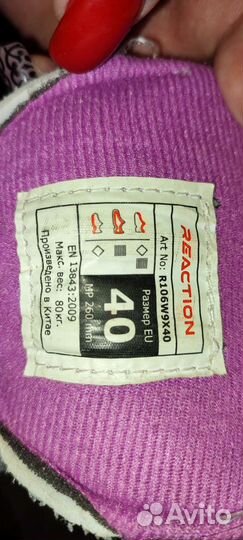 REACTION
Art No: R106W9X40
Размер EU
40
MP 260 mm
EN 13843:2009
Макс. вес: 80кг.
Произведено в Китае
Avito